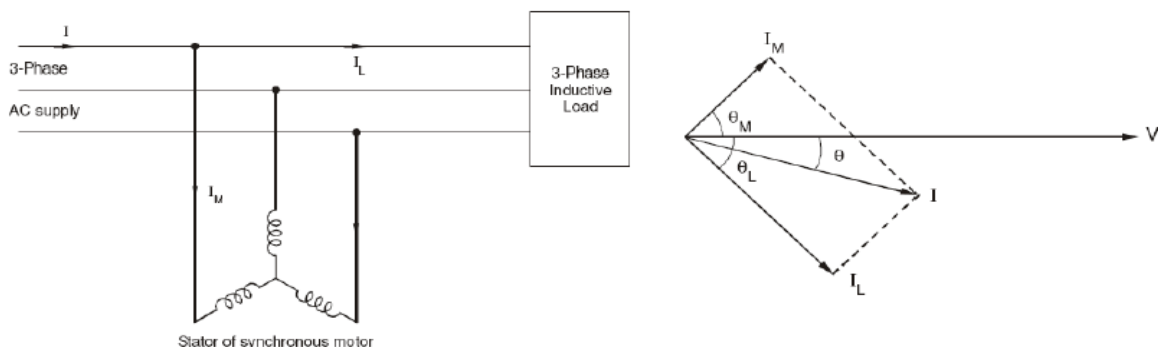 I
I_L
3-Phase
AC supply
3-Phase
Inductive
Load
I_M
Stator of synchronous motor
I_M
θ_M
V
θ
θ_L
I
I_L